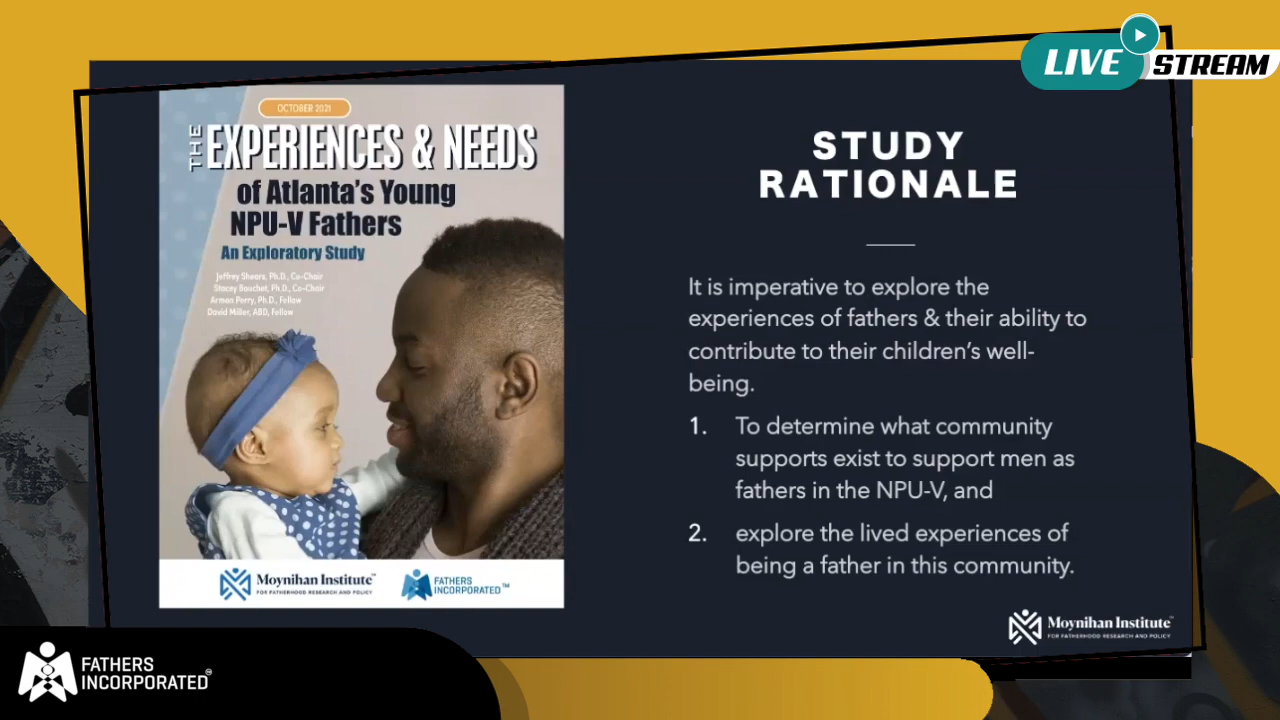 LIVE STREAM
OCTOBER 2021
THE EXPERIENCES & NEEDS
of Atlanta's Young
NPU-V Fathers
An Exploratory Study
Jeffrey Shears, Ph.D., Co-Chair
Stacey Bouchet, Ph.D., Co-Chair
Armon Perry, Ph.D., Fellow
David Miller, ABD, Fellow
Moynihan Institute™
FOR FATHERHOOD RESEARCH AND POLICY
FATHERS
INCORPORATED™
STUDY
RATIONALE
It is imperative to explore the
experiences of fathers & their ability to
contribute to their children's well-
being.
1. To determine what community
supports exist to support men as
fathers in the NPU-V, and
2. explore the lived experiences of
being a father in this community.
Moynihan Institute™
FOR FATHERHOOD RESEARCH AND POLICY
FATHERS
INCORPORATED™